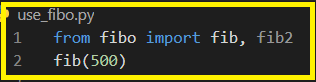 use_fibo.py
1 from fibo import fib, fib2
2 fib(500)